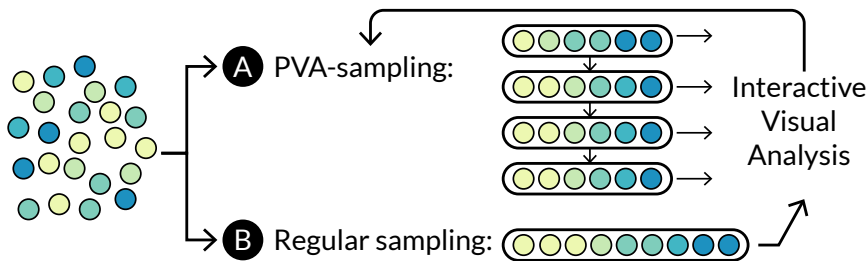 A PVA-sampling:
Interactive
Visual
Analysis
B Regular sampling: